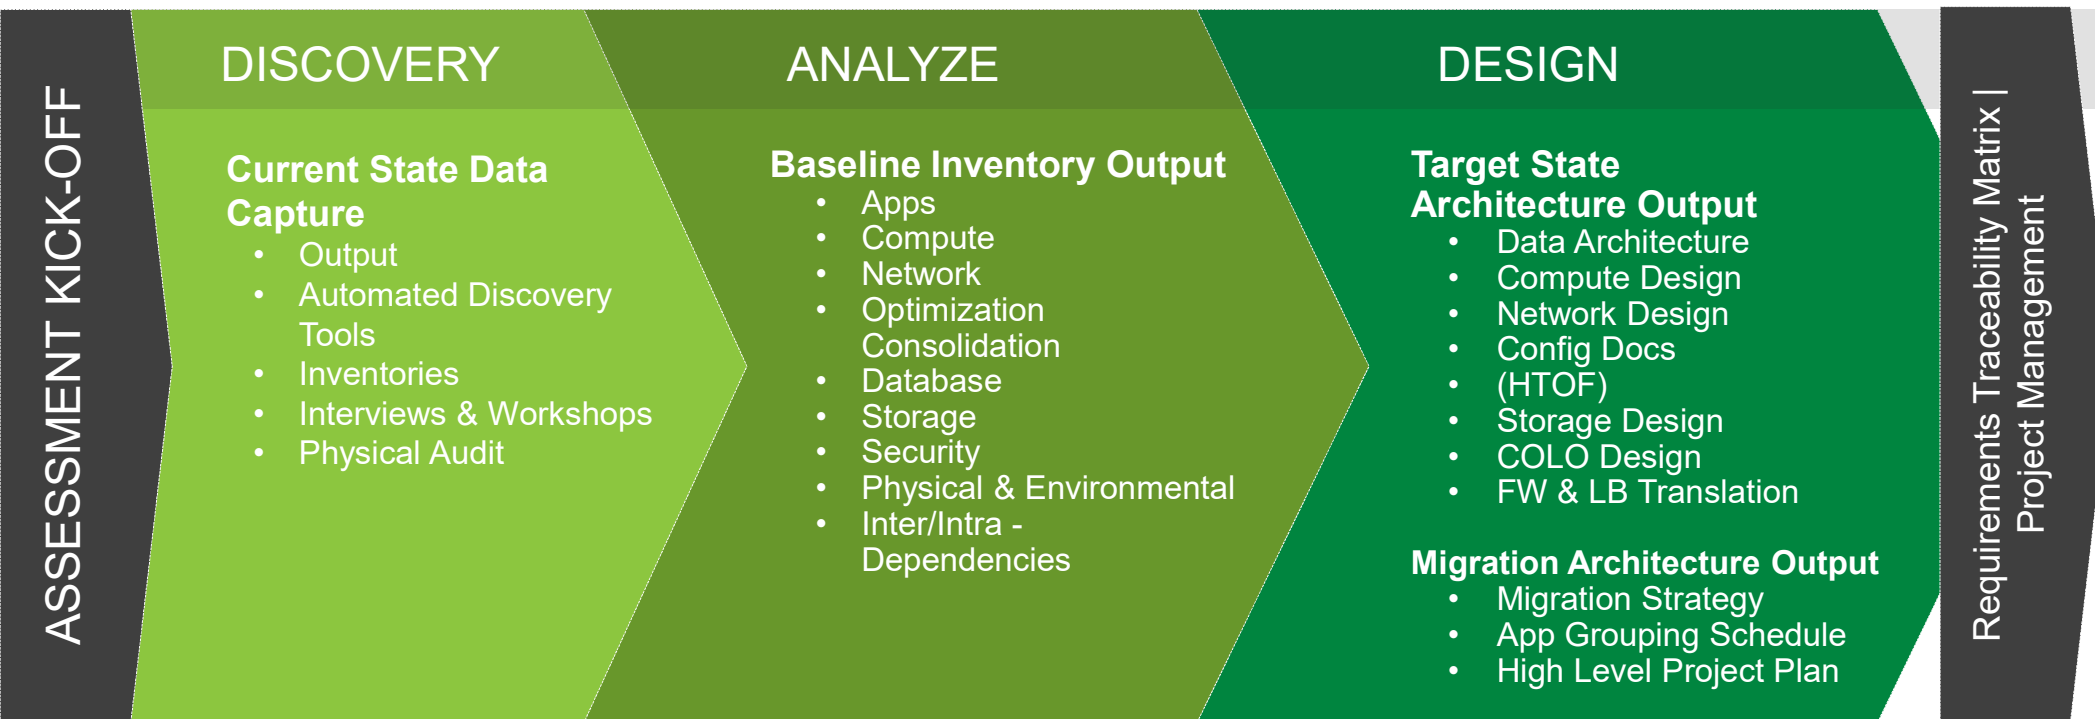 ASSESSMENT KICK-OFF
DISCOVERY
Current State Data
Capture
• Output
• Automated Discovery
Tools
• Inventories
• Interviews & Workshops
• Physical Audit
ANALYZE
Baseline Inventory Output
• Apps
• Compute
• Network
• Optimization
Consolidation
• Database
• Storage
• Security
• Physical & Environmental
• Inter/Intra -
Dependencies
DESIGN
Target State
Architecture Output
• Data Architecture
• Compute Design
• Network Design
• Config Docs
• (HTOF)
• Storage Design
• COLO Design
• FW & LB Translation
Migration Architecture Output
• Migration Strategy
• App Grouping Schedule
• High Level Project Plan
Requirements Traceability Matrix |
Project Management